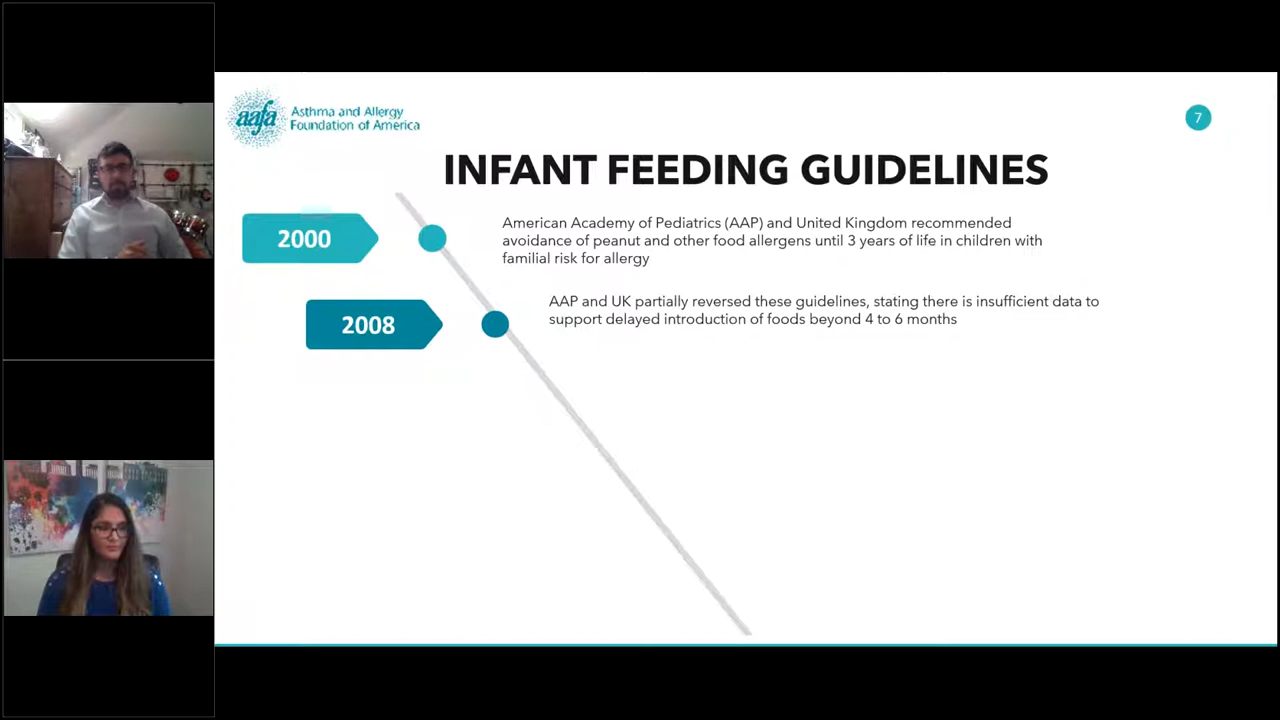 aafa
Asthma and Allergy
Foundation of America
7
INFANT FEEDING GUIDELINES
2000
American Academy of Pediatrics (AAP) and United Kingdom recommended
avoidance of peanut and other food allergens until 3 years of life in children with
familial risk for allergy
2008
AAP and UK partially reversed these guidelines, stating there is insufficient data to
support delayed introduction of foods beyond 4 to 6 months